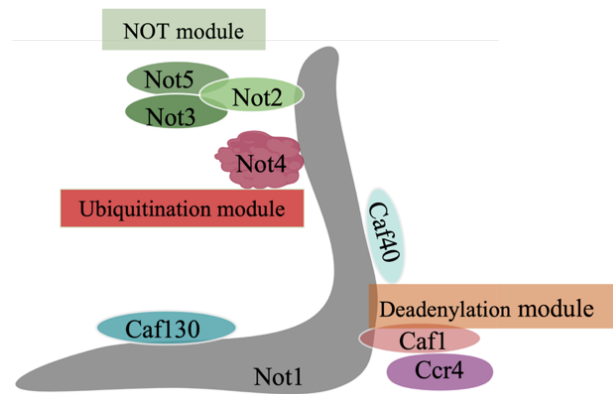 NOT module
Not5
Not2
Not3
Not4
Ubiquitination module
Caf40
Deadenylation module
Caf130
Caf1
Ccr4
Not1